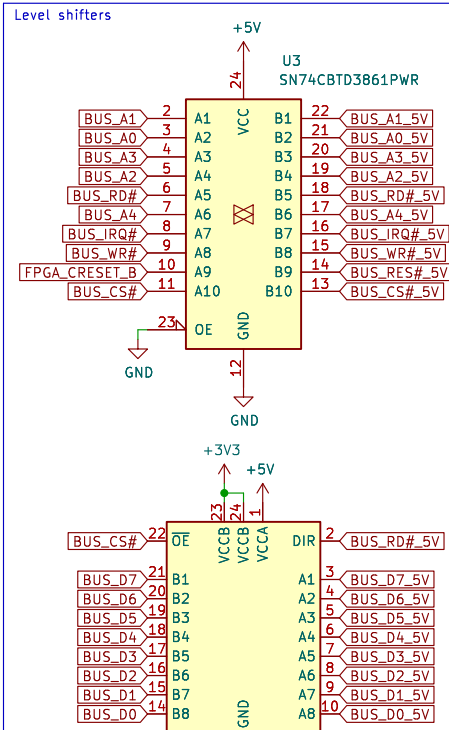 Level shifters
+5V
U3
SN74CBTD3861PWR
24
VCC
BUS_A1 2 A1 B1 22 BUS_A1_5V
BUS_A0 3 A2 B2 21 BUS_A0_5V
BUS_A3 4 A3 B3 20 BUS_A3_5V
BUS_A2 5 A4 B4 19 BUS_A2_5V
BUS_RD# 6 A5 B5 18 BUS_RD#_5V
BUS_A4 7 A6 B6 17 BUS_A4_5V
BUS_IRQ# 8 A7 B7 16 BUS_IRQ#_5V
BUS_WR# 9 A8 B8 15 BUS_WR#_5V
FPGA_CRESET_B 10 A9 B9 14 BUS_RES#_5V
BUS_CS# 11 A10 B10 13 BUS_CS#_5V
23 OE GND
GND
12
GND
+3V3
+5V
23 24 1
VCCB VCCB VCCA
BUS_CS# 22 OE DIR 2 BUS_RD#_5V
BUS_D7 21 B1 A1 3 BUS_D7_5V
BUS_D6 20 B2 A2 4 BUS_D6_5V
BUS_D5 19 B3 A3 5 BUS_D5_5V
BUS_D4 18 B4 A4 6 BUS_D4_5V
BUS_D3 17 B5 A5 7 BUS_D3_5V
BUS_D2 16 B6 A6 8 BUS_D2_5V
BUS_D1 15 B7 A7 9 BUS_D1_5V
BUS_D0 14 B8 GND A8 10 BUS_D0_5V